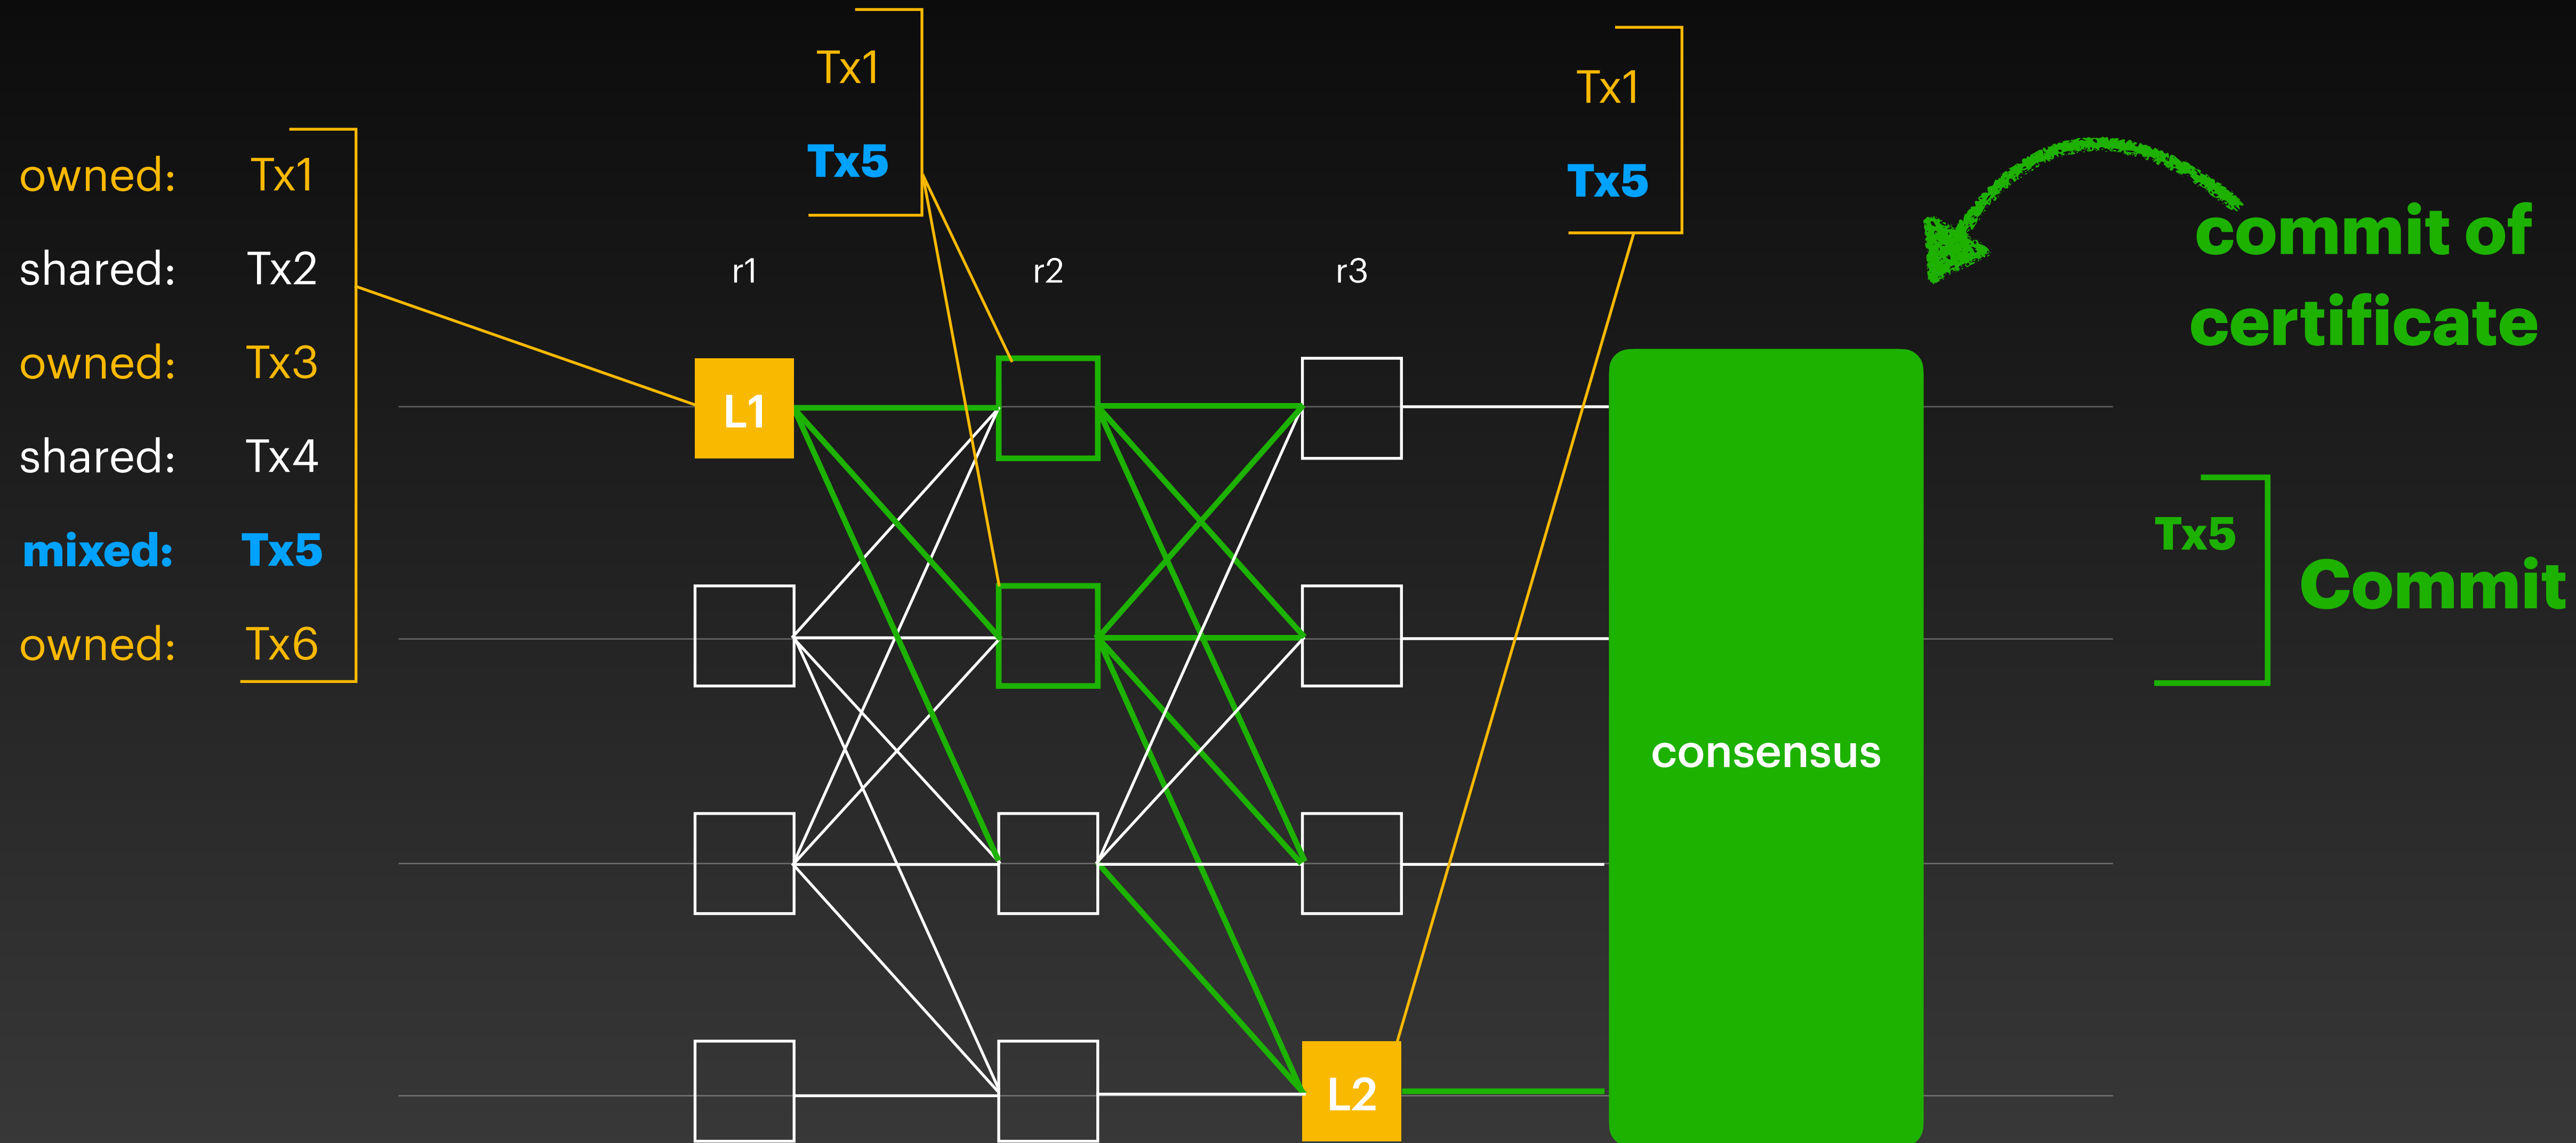 Tx1
Tx5
Tx1
Tx5
owned: Tx1
shared: Tx2
owned: Tx3
shared: Tx4
mixed: Tx5
owned: Tx6
r1
r2
r3
commit of
certificate
L1
consensus
L2
Tx5
Commit